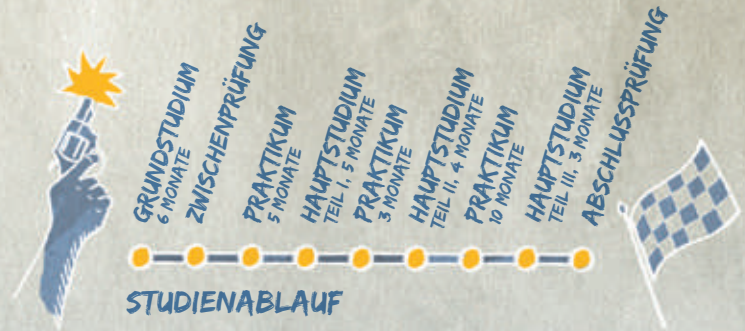 GRUNDSTUDIUM
6 MONATE
ZWISCHENPRÜFUNG
PRAKTIKUM
5 MONATE
HAUPTSTUDIUM
TEIL I, 5 MONATE
PRAKTIKUM
3 MONATE
HAUPTSTUDIUM
TEIL II, 4 MONATE
PRAKTIKUM
10 MONATE
HAUPTSTUDIUM
TEIL III, 3 MONATE
ABSCHLUSSPRÜFUNG
STUDIENABLAUF